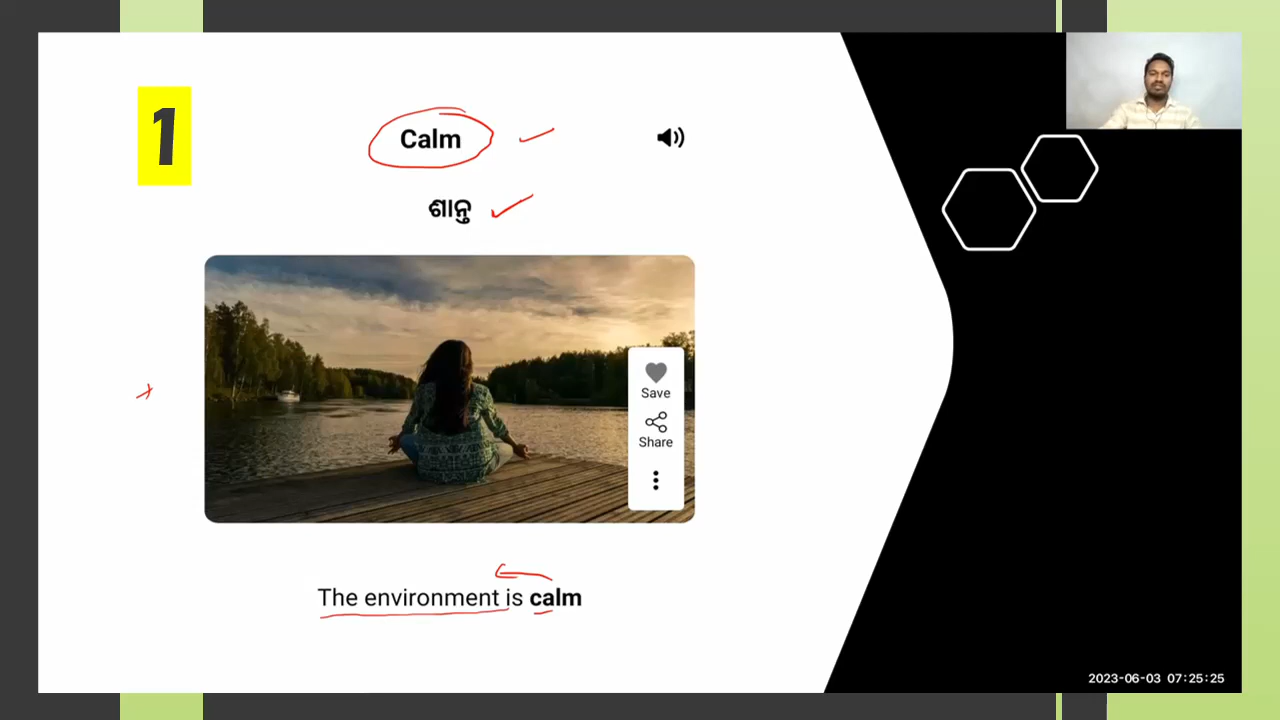 1
Calm
ଶାନ୍ତ
Save
Share
The environment is calm
2023-06-03 07:25:25